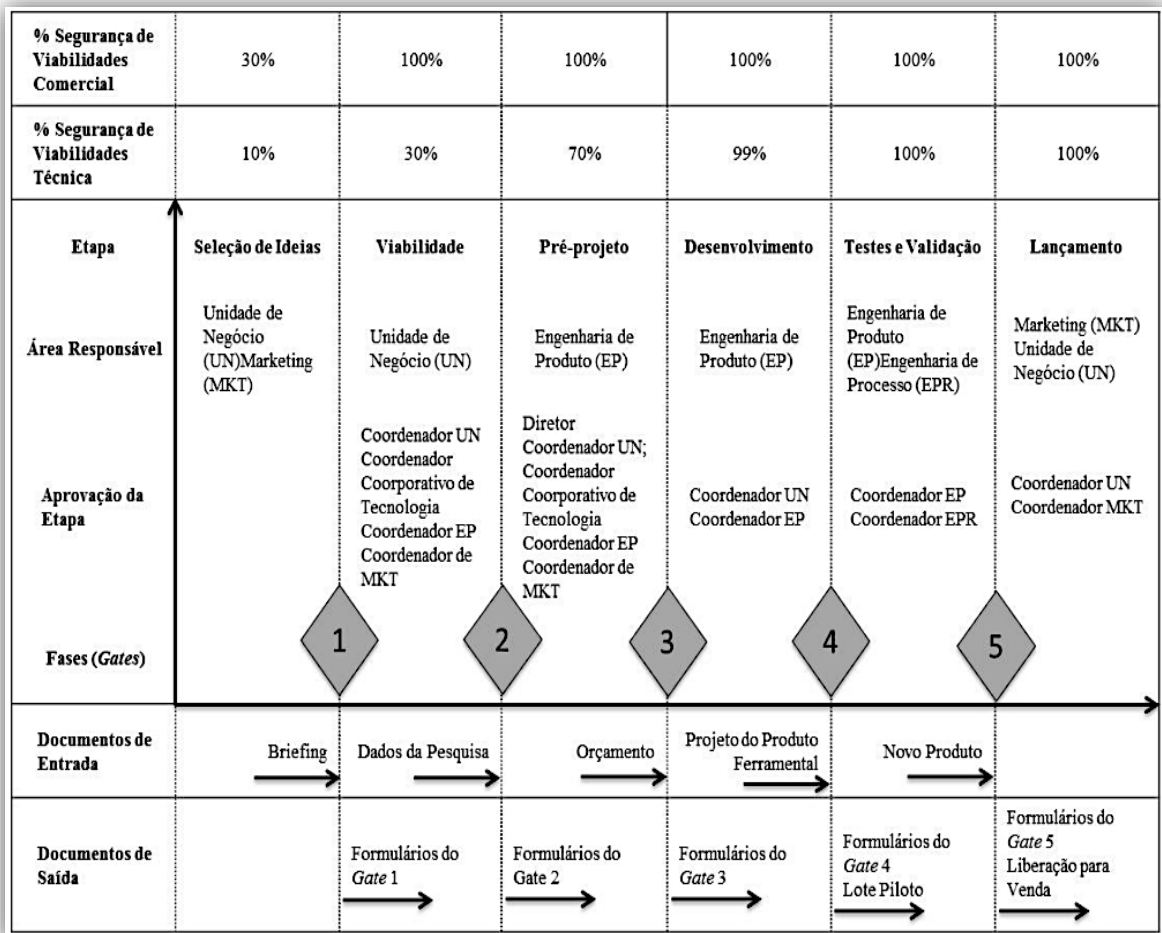 % Segurança de
Viabilidades
Comercial
30%
100%
100%
100%
100%
100%
% Segurança de
Viabilidades
Técnica
10%
30%
70%
99%
100%
100%
Etapa
Seleção de Ideias
Viabilidade
Pré-projeto
Desenvolvimento
Testes e Validação
Lançamento
Área Responsável
Unidade de
Negócio
(UN)Marketing
(MKT)
Unidade de
Negócio (UN)
Engenharia de
Produto (EP)
Engenharia de
Produto (EP)
Engenharia de
Produto
(EP)Engenharia de
Processo (EPR)
Marketing (MKT)
Unidade de
Negócio (UN)
Aprovação da
Etapa
Coordenador UN
Coordenador
Coorporativo de
Tecnologia
Coordenador EP
Coordenador de
MKT
Diretor
Coordenador UN;
Coordenador
Coorporativo de
Tecnologia
Coordenador EP
Coordenador de
MKT
Coordenador UN
Coordenador EP
Coordenador EP
Coordenador EPR
Coordenador UN
Coordenador MKT
Fases (Gates)
1
2
3
4
5
Documentos de
Entrada
Briefing
Dados da Pesquisa
Orçamento
Projeto do Produto
Ferramental
Novo Produto
Documentos de
Saída
Formulários do
Gate 1
Formulários do
Gate 2
Formulários do
Gate 3
Formulários do
Gate 4
Lote Piloto
Formulários do
Gate 5
Liberação para
Venda